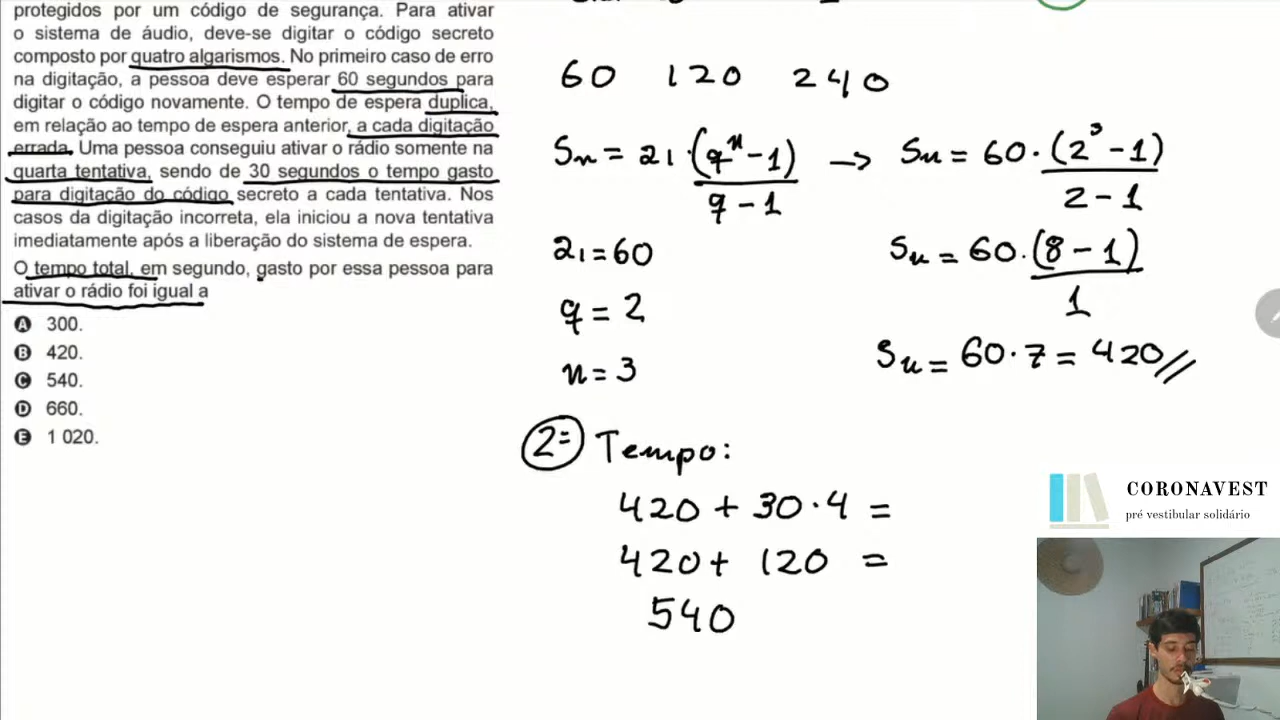 protegidos por um código de segurança. Para ativar
o sistema de áudio, deve-se digitar o código secreto
composto por quatro algarismos. No primeiro caso de erro
na digitação, a pessoa deve esperar 60 segundos para
digitar o código novamente. O tempo de espera duplica,
em relação ao tempo de espera anterior, a cada digitação
errada. Uma pessoa conseguiu ativar o rádio somente na
quarta tentativa, sendo de 30 segundos o tempo gasto
para digitação do código secreto a cada tentativa. Nos
casos da digitação incorreta, ela iniciou a nova tentativa
imediatamente após a liberação do sistema de espera.
O tempo total, em segundo, gasto por essa pessoa para
ativar o rádio foi igual a
A 300.
B 420.
C 540.
D 660.
E 1 020.
60 120 240
Sn = a1 · (q^n - 1) / (q - 1) → Sn = 60 · (2^3 - 1) / (2 - 1)
a1 = 60
q = 2
n = 3
Sn = 60 · (8 - 1) / 1
Sn = 60 · 7 = 420 //
2= Tempo:
420 + 30 · 4 =
420 + 120 =
540
CORONAVEST
pré vestibular solidário